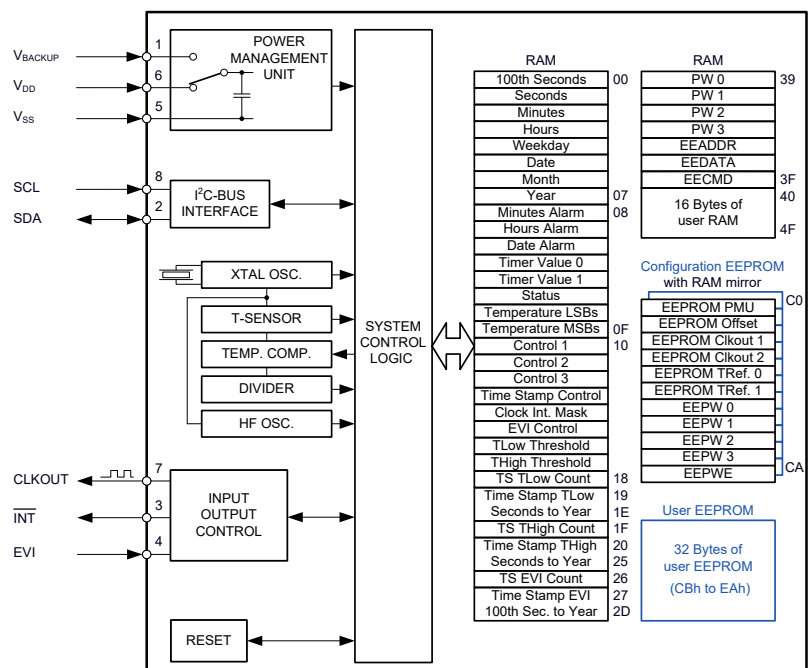 VBACKUP
1
VDD
6
VSS
5
POWER
MANAGEMENT
UNIT
SCL
8
SDA
2
I²C-BUS
INTERFACE
XTAL OSC.
T-SENSOR
TEMP. COMP.
DIVIDER
HF OSC.
CLKOUT
7
INT
3
EVI
4
INPUT
OUTPUT
CONTROL
RESET
SYSTEM
CONTROL
LOGIC
RAM
100th Seconds 00
Seconds
Minutes
Hours
Weekday
Date
Month
Year 07
Minutes Alarm 08
Hours Alarm
Date Alarm
Timer Value 0
Timer Value 1
Status
Temperature LSBs
Temperature MSBs 0F
Control 1 10
Control 2
Control 3
Time Stamp Control
Clock Int. Mask
EVI Control
TLow Threshold
THigh Threshold
TS TLow Count 18
Time Stamp TLow 19
Seconds to Year 1E
TS THigh Count 1F
Time Stamp THigh 20
Seconds to Year 25
TS EVI Count 26
Time Stamp EVI 27
100th Sec. to Year 2D
RAM
PW 0 39
PW 1
PW 2
PW 3
EEADDR
EEDATA
EECMD 3F
40
16 Bytes of
user RAM
4F
Configuration EEPROM
with RAM mirror
C0
EEPROM PMU
EEPROM Offset
EEPROM Clkout 1
EEPROM Clkout 2
EEPROM TRef. 0
EEPROM TRef. 1
EEPW 0
EEPW 1
EEPW 2
EEPW 3
CA
EEPWE
User EEPROM
32 Bytes of
user EEPROM
(CBh to EAh)